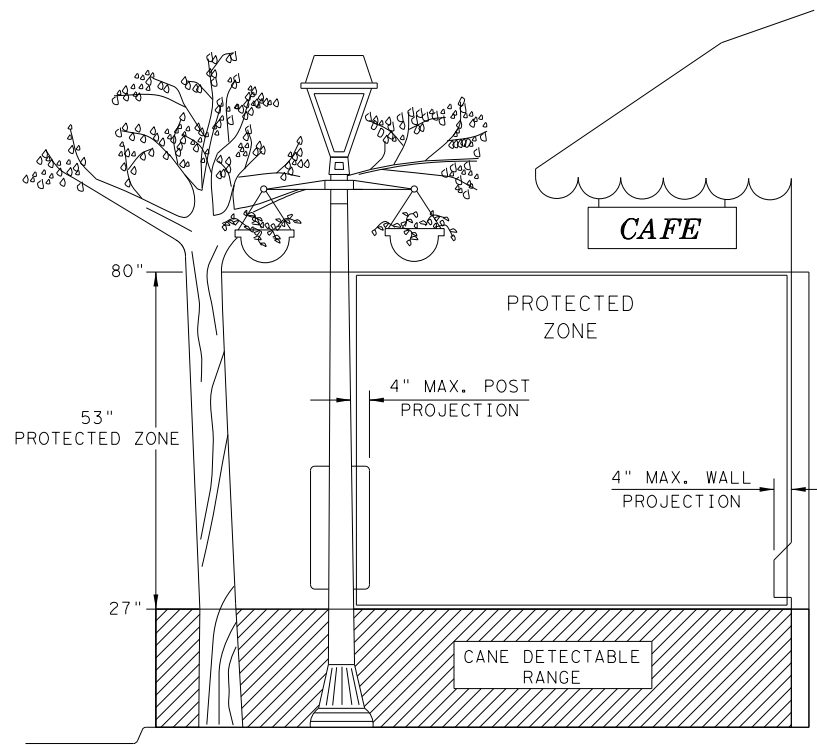 CAFE
80"
PROTECTED
ZONE
4" MAX. POST
PROJECTION
53"
PROTECTED ZONE
4" MAX. WALL
PROJECTION
27"
CANE DETECTABLE
RANGE